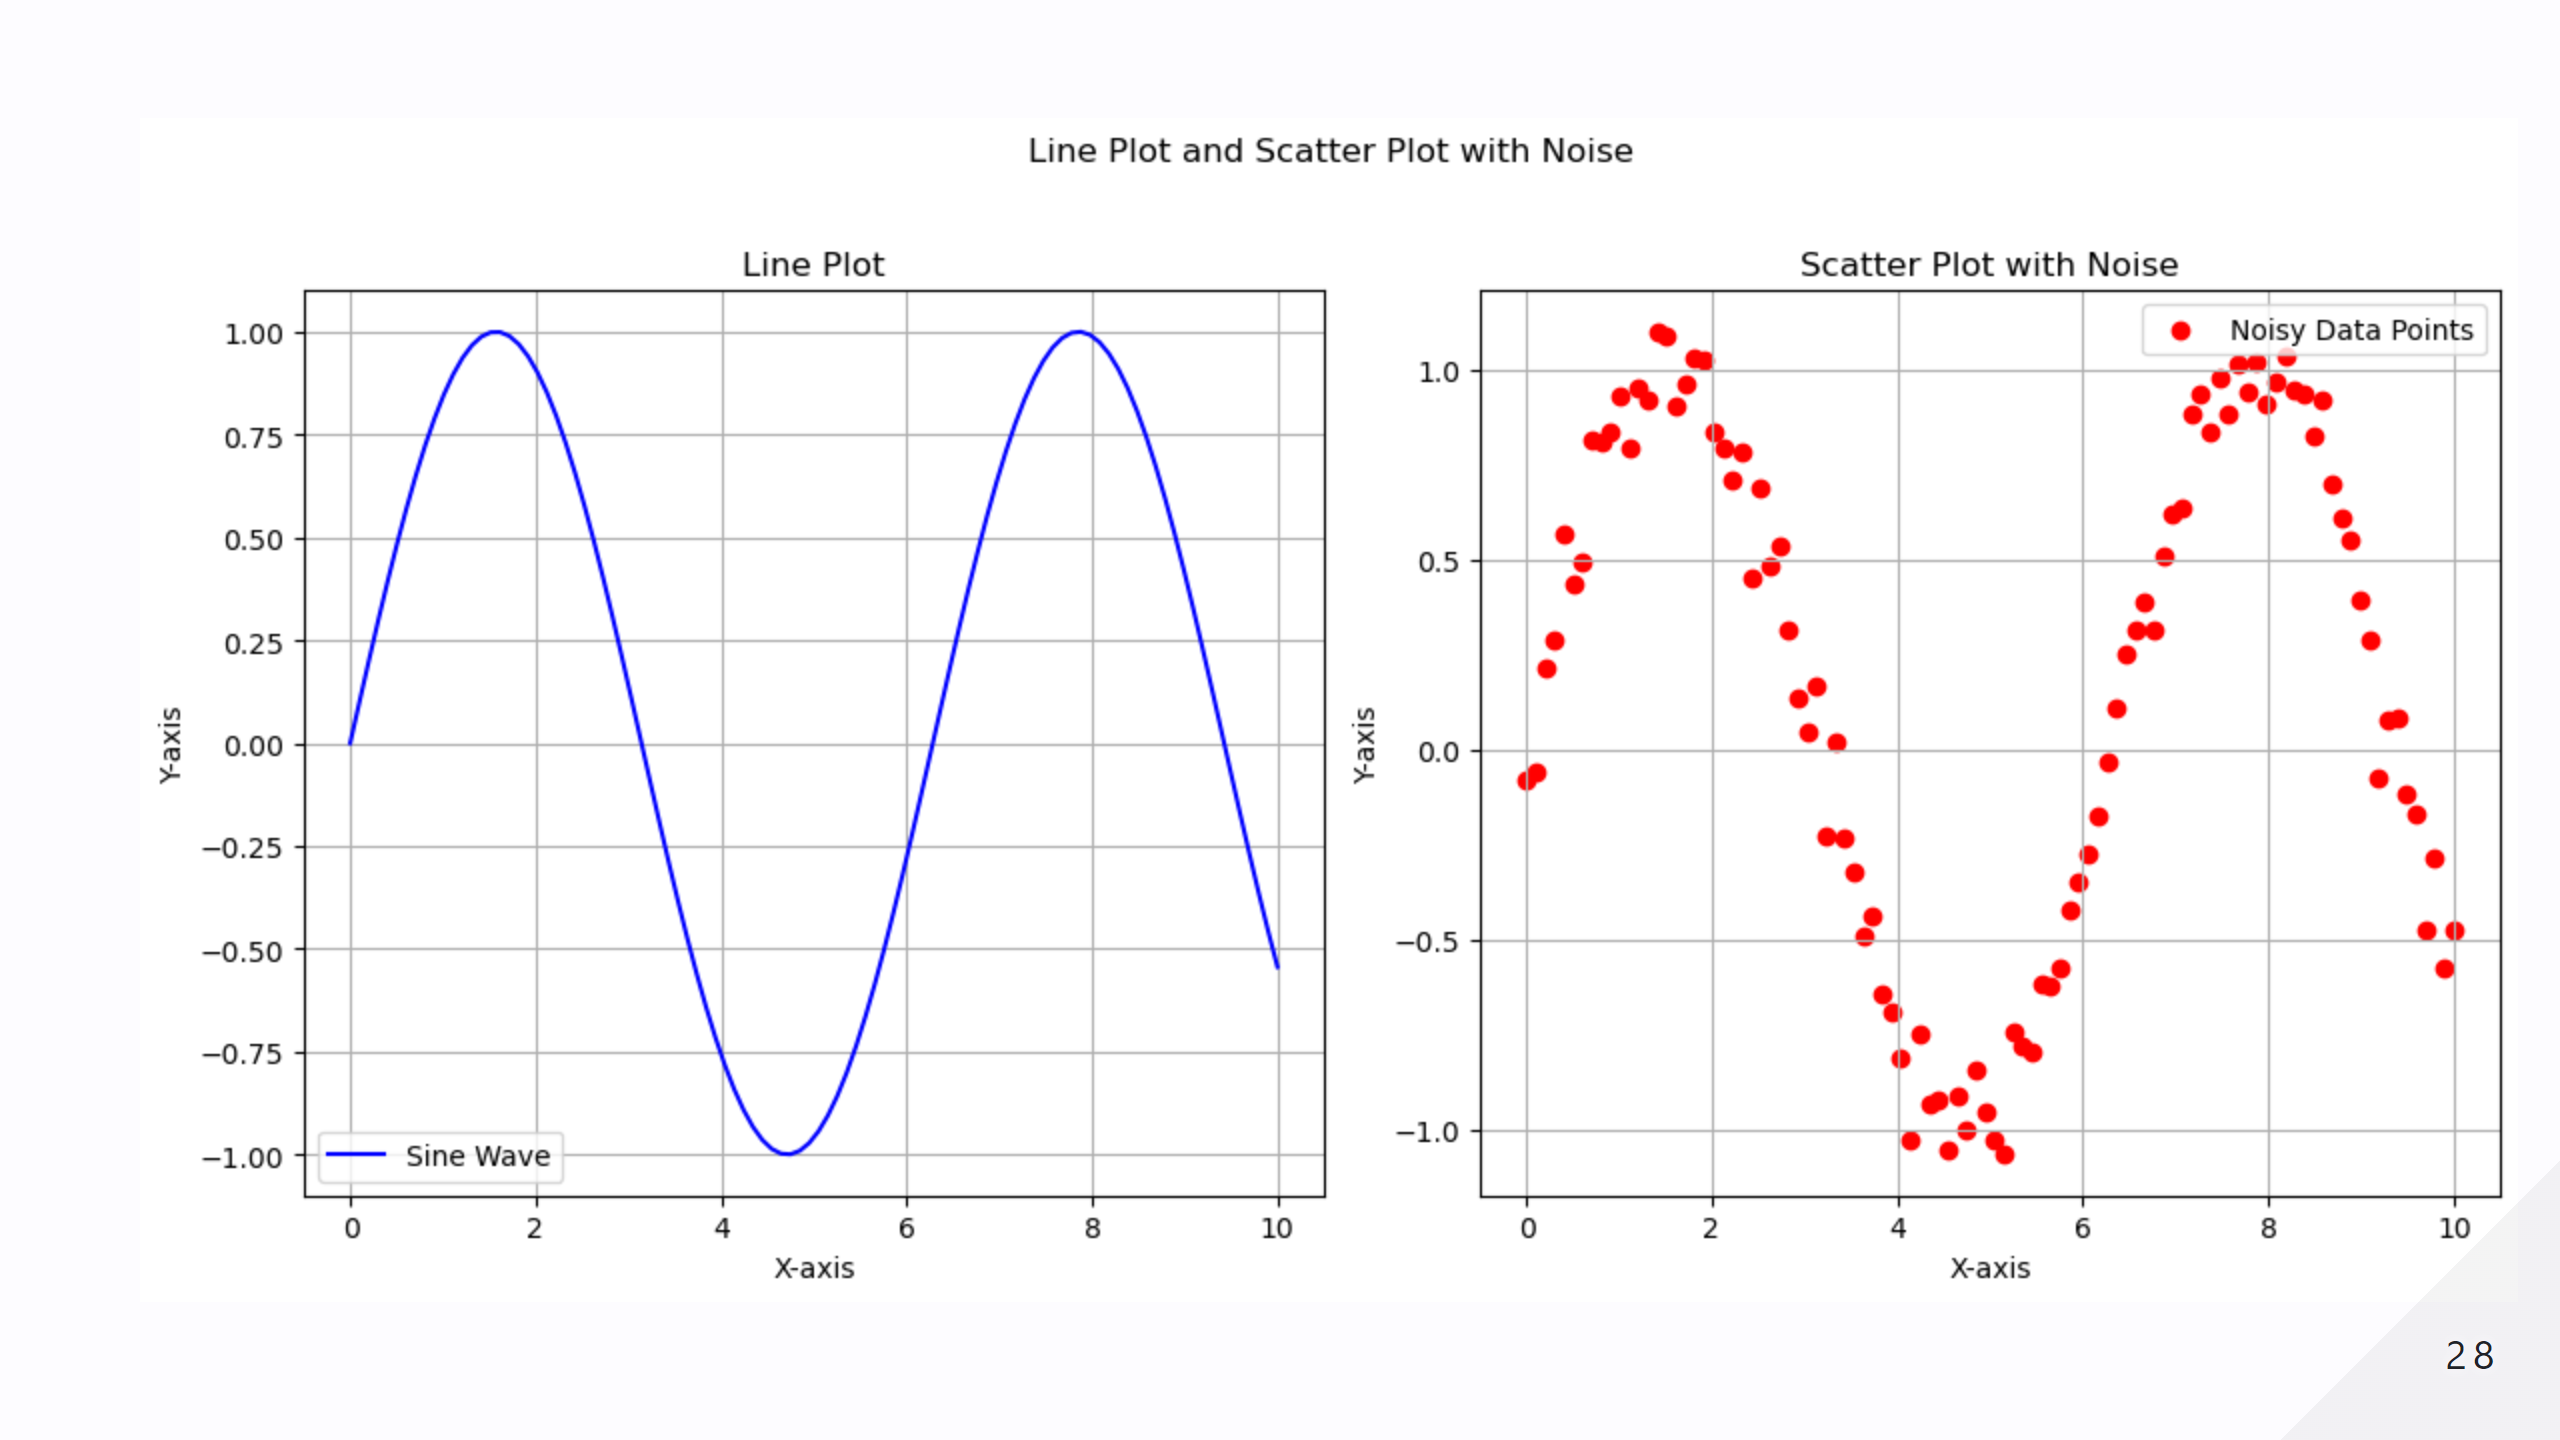 Line Plot and Scatter Plot with Noise
Line Plot
1.00
0.75
0.50
0.25
0.00
−0.25
−0.50
−0.75
−1.00
Y-axis
Sine Wave
0 2 4 6 8 10
X-axis
Scatter Plot with Noise
Noisy Data Points
1.0
0.5
0.0
−0.5
−1.0
Y-axis
0 2 4 6 8 10
X-axis
28